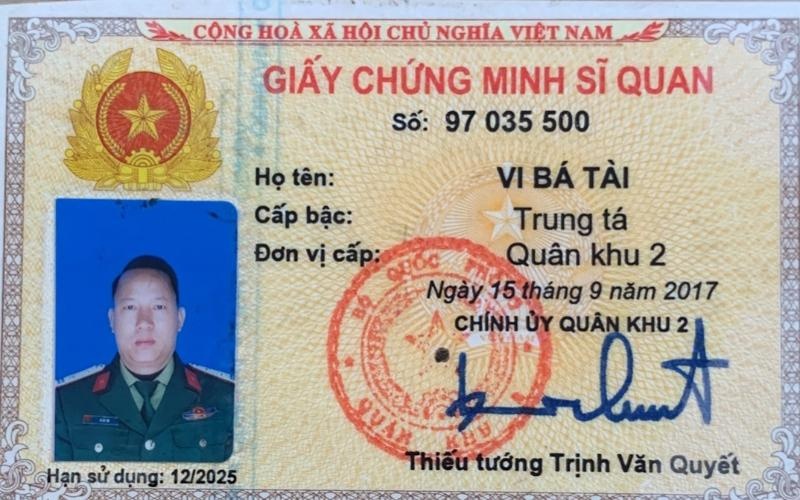 CỘNG HOÀ XÃ HỘI CHỦ NGHĨA VIỆT NAM
GIẤY CHỨNG MINH SĨ QUAN
Số: 97 035 500
Họ tên: VI BÁ TÀI
Cấp bậc: Trung tá
Đơn vị cấp: Quân khu 2
Ngày 15 tháng 9 năm 2017
CHÍNH ỦY QUÂN KHU 2
BỘ QUỐC PHÒNG
QUÂN KHU
Thiếu tướng Trịnh Văn Quyết
Hạn sử dụng: 12/2025